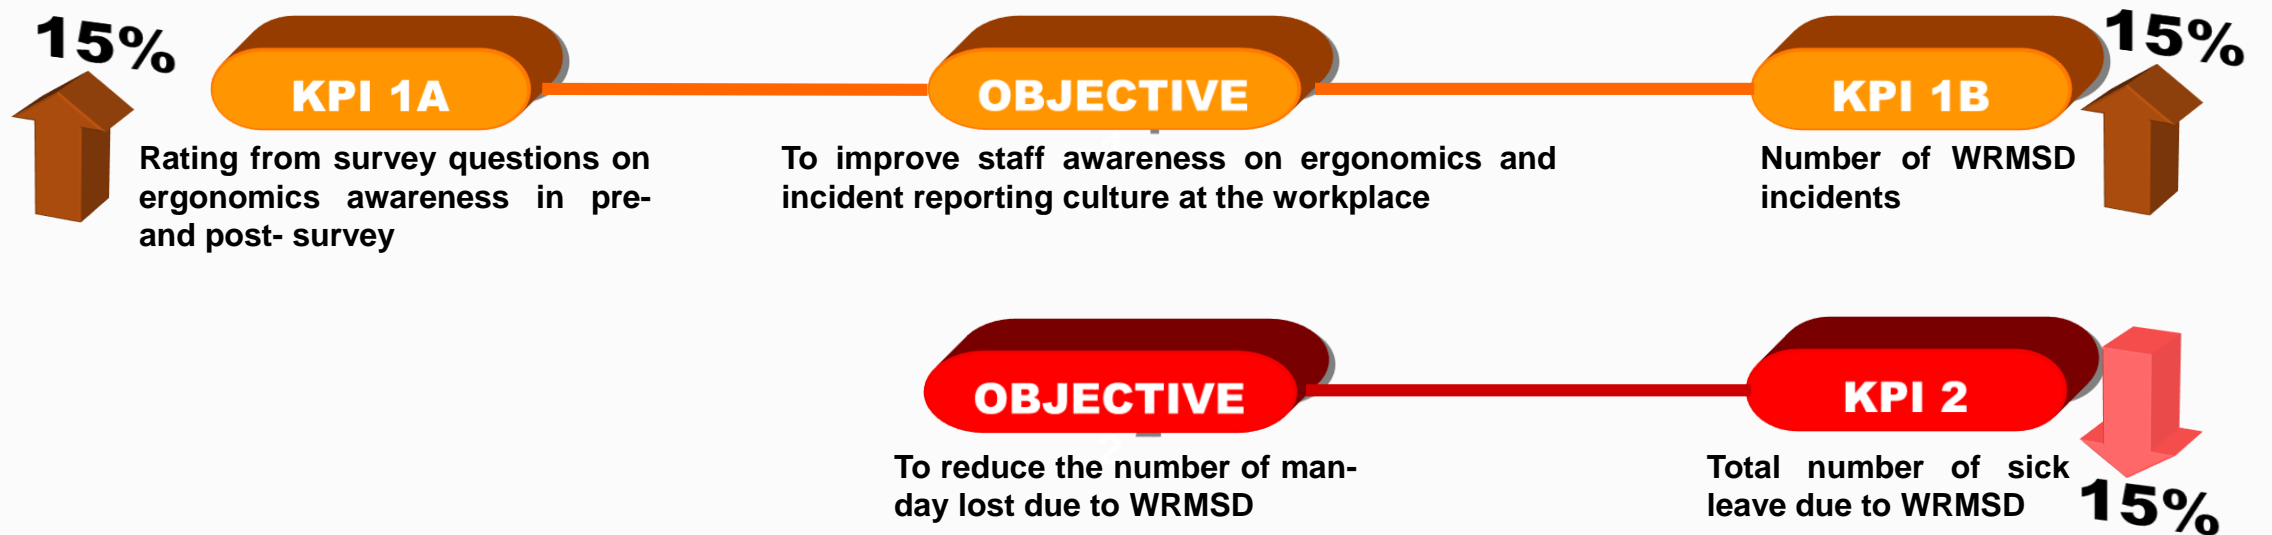 15%
KPI 1A
OBJECTIVE
KPI 1B
15%
Rating from survey questions on
ergonomics awareness in pre-
and post- survey
To improve staff awareness on ergonomics and
incident reporting culture at the workplace
Number of WRMSD
incidents
OBJECTIVE
KPI 2
To reduce the number of man-
day lost due to WRMSD
Total number of sick
leave due to WRMSD
15%